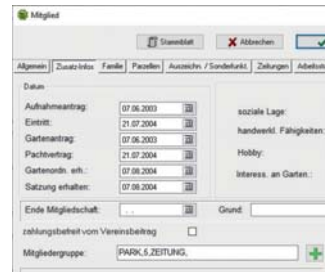 Mitglied
Stammblatt Abbrechen
Allgemein Zusatz-Infos Familie Parzellen Auszeichn. / Sonderfunkt. Zeitungen
Datum
Aufnahmeantrag: 07.06.2003
soziale Lage:
Eintritt: 21.07.2004
handwerkl. Fähigkeiten:
Gartenantrag: 07.06.2003
Pachtvertrag: 21.07.2004
Hobby:
Gartenordn. erh.: 07.08.2004
Interess. an Garten.:
Satzung erhalten: 07.08.2004
Ende Mitgliedschaft: . . Grund:
zahlungsbefreit vom Vereinsbeitrag
Mitgliedergruppe: PARK,5,ZEITUNG,